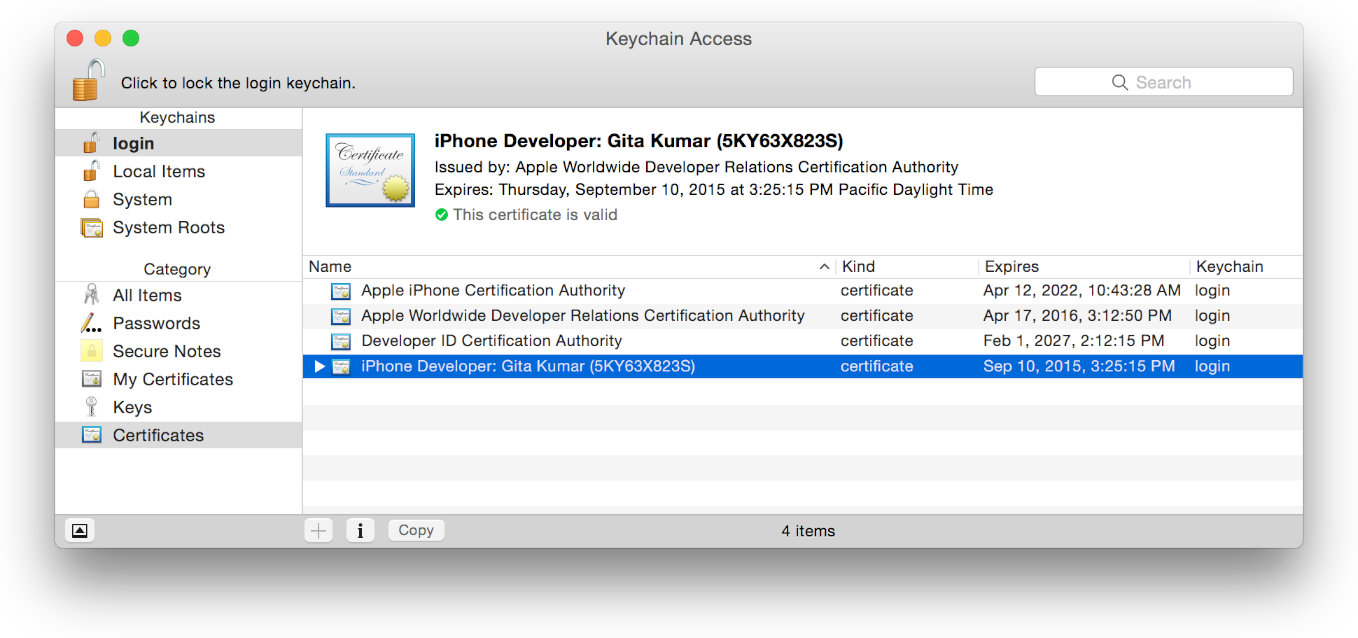 Keychain Access
Click to lock the login keychain.
Search
Keychains
login
Local Items
System
System Roots
Category
All Items
Passwords
Secure Notes
My Certificates
Keys
Certificates
Certificate
Standard
iPhone Developer: Gita Kumar (5KY63X823S)
Issued by: Apple Worldwide Developer Relations Certification Authority
Expires: Thursday, September 10, 2015 at 3:25:15 PM Pacific Daylight Time
This certificate is valid
Name Kind Expires Keychain
Apple iPhone Certification Authority certificate Apr 12, 2022, 10:43:28 AM login
Apple Worldwide Developer Relations Certification Authority certificate Apr 17, 2016, 3:12:50 PM login
Developer ID Certification Authority certificate Feb 1, 2027, 2:12:15 PM login
iPhone Developer: Gita Kumar (5KY63X823S) certificate Sep 10, 2015, 3:25:15 PM login
Copy
4 items